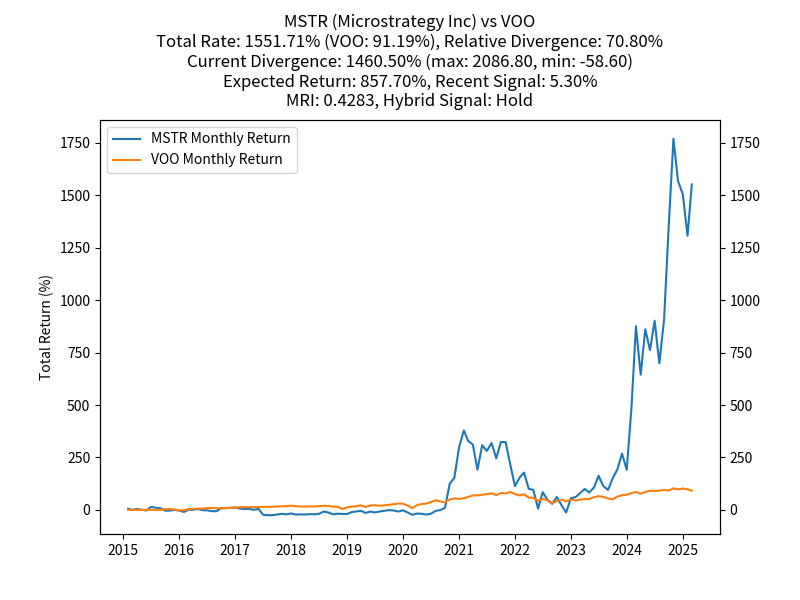 MSTR (Microstrategy Inc) vs VOO
Total Rate: 1551.71% (VOO: 91.19%), Relative Divergence: 70.80%
Current Divergence: 1460.50% (max: 2086.80, min: -58.60)
Expected Return: 857.70%, Recent Signal: 5.30%
MRI: 0.4283, Hybrid Signal: Hold
MSTR Monthly Return
VOO Monthly Return
Total Return (%)
1750 1750
1500 1500
1250 1250
1000 1000
750 750
500 500
250 250
0 0
2015 2016 2017 2018 2019 2020 2021 2022 2023 2024 2025